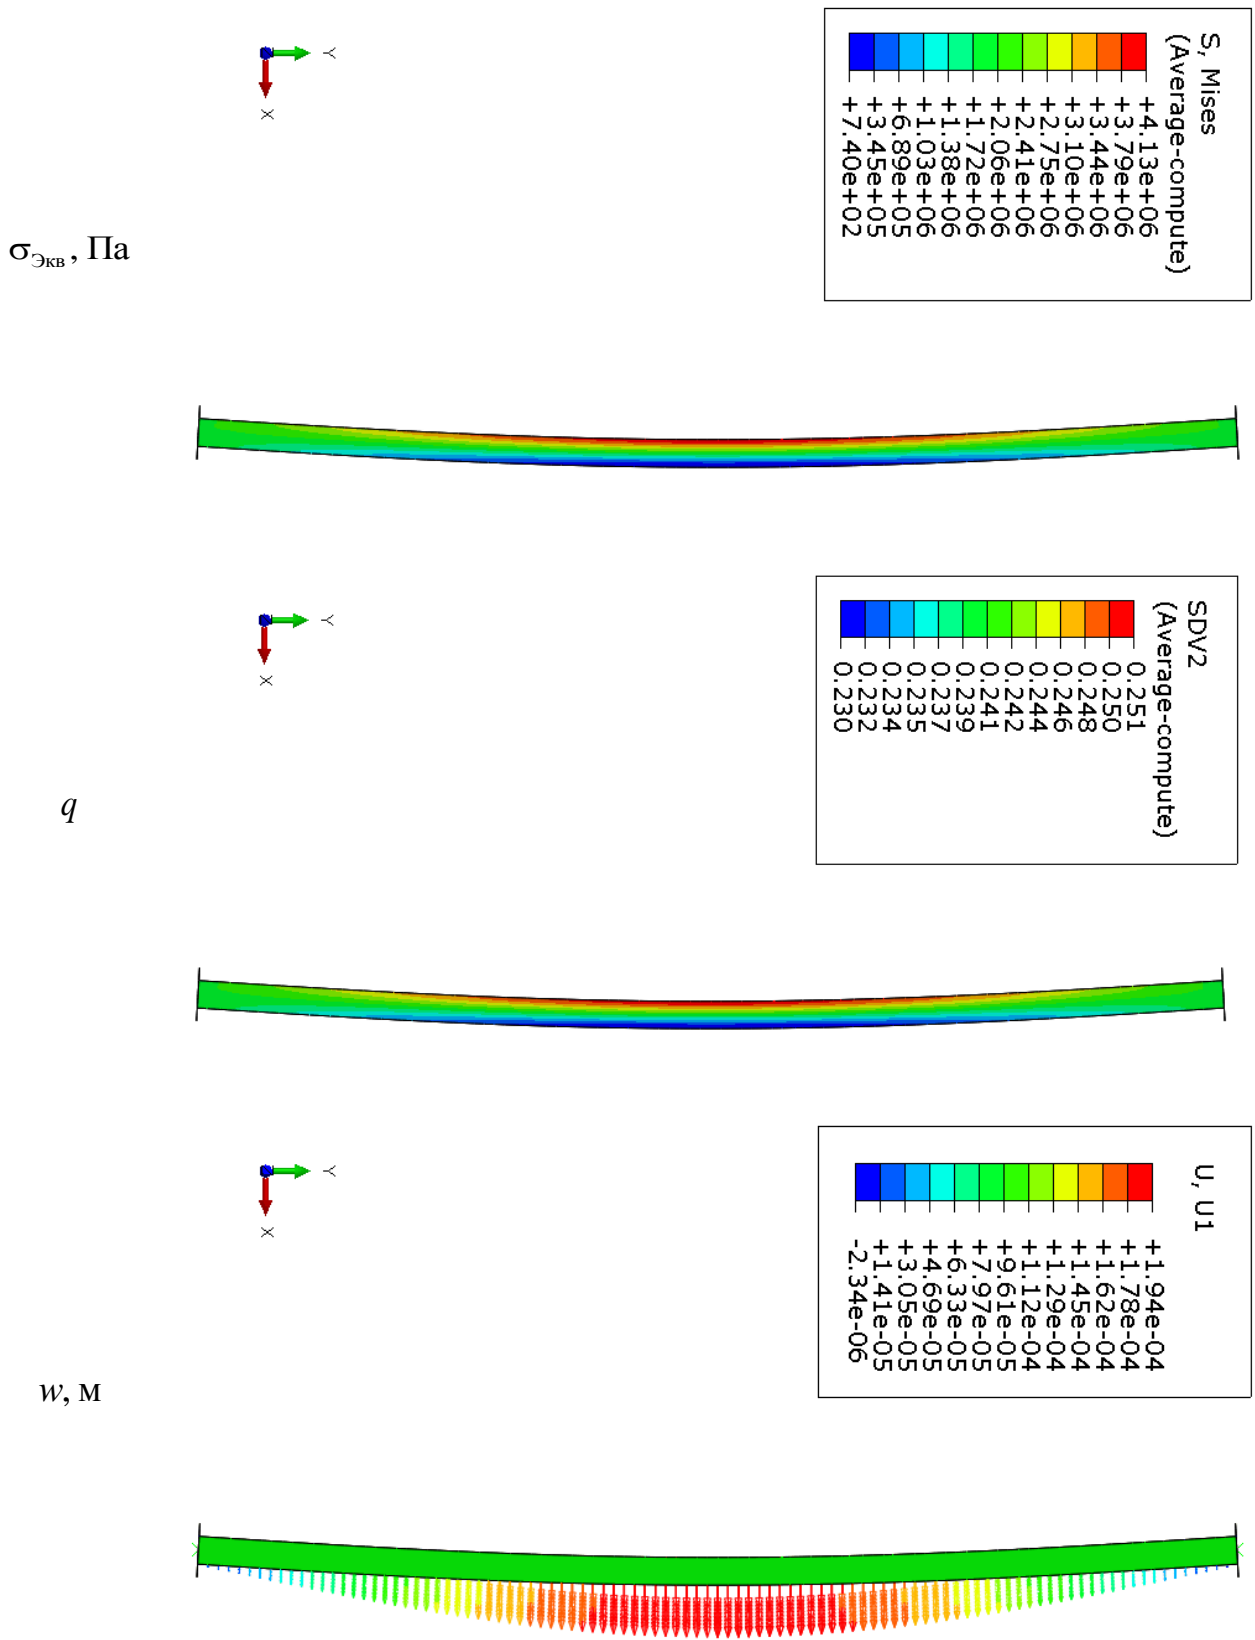 Y
X
S, Mises
(Average-compute)
+4.13e+06
+3.79e+06
+3.44e+06
+3.10e+06
+2.75e+06
+2.41e+06
+2.06e+06
+1.72e+06
+1.38e+06
+1.03e+06
+6.89e+05
+3.45e+05
+7.40e+02
σЭкв, Па
Y
X
SDV2
(Average-compute)
0.251
0.250
0.248
0.246
0.244
0.242
0.241
0.239
0.237
0.235
0.234
0.232
0.230
q
Y
X
U, U1
+1.94e-04
+1.78e-04
+1.62e-04
+1.45e-04
+1.29e-04
+1.12e-04
+9.61e-05
+7.97e-05
+6.33e-05
+4.69e-05
+3.05e-05
+1.41e-05
-2.34e-06
w, м